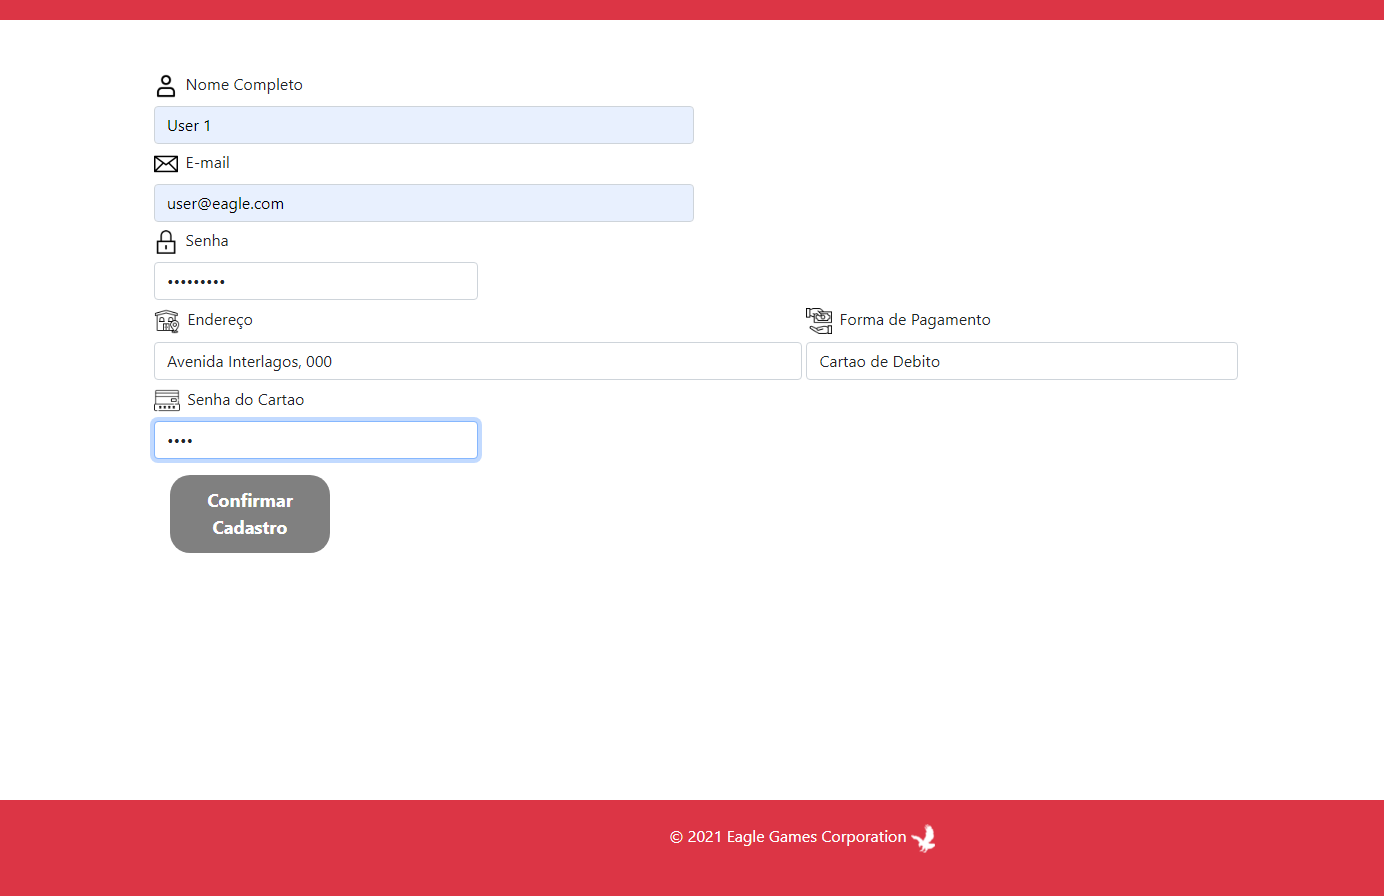 Nome Completo
User 1
E-mail
user@eagle.com
Senha
•••••••••
Endereço
Forma de Pagamento
Avenida Interlagos, 000
Cartao de Debito
Senha do Cartao
••••
Confirmar
Cadastro
© 2021 Eagle Games Corporation